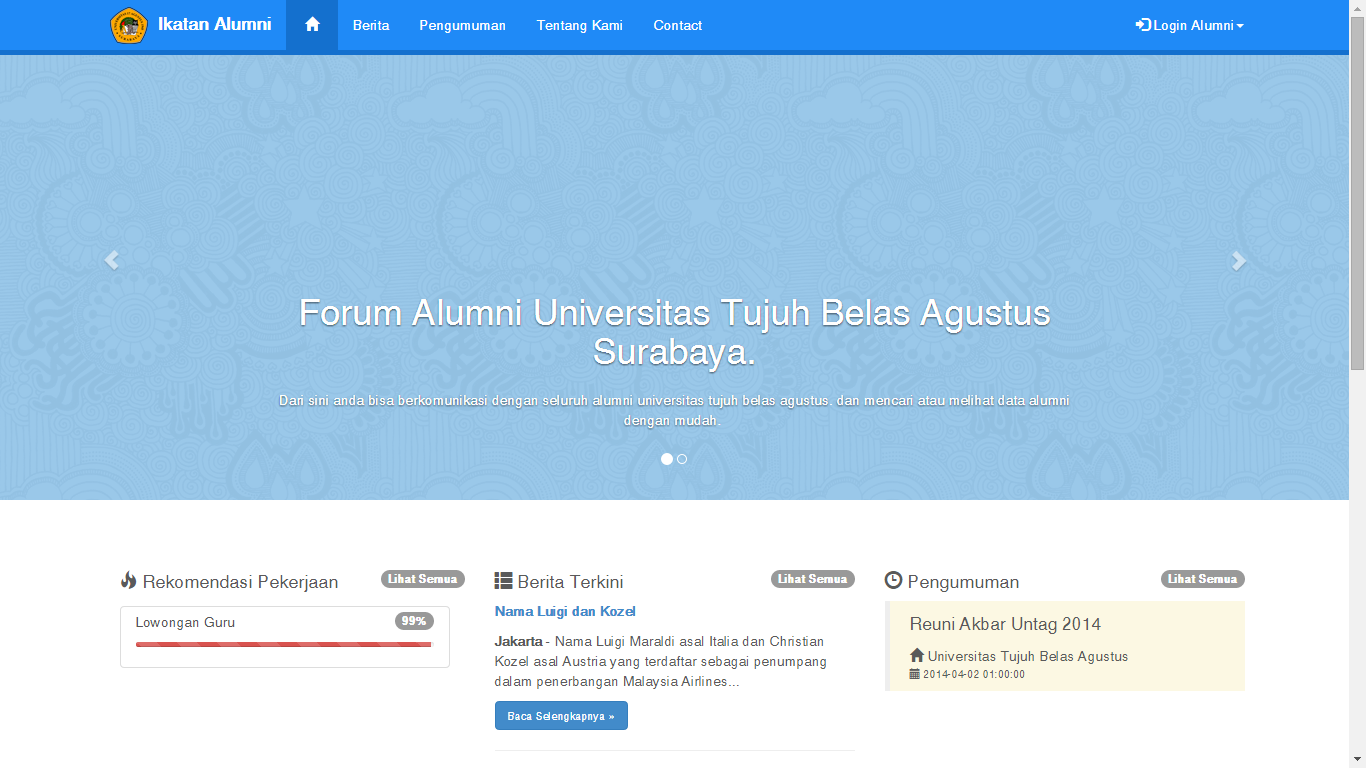 Ikatan Alumni
Berita
Pengumuman
Tentang Kami
Contact
Login Alumni
Forum Alumni Universitas Tujuh Belas Agustus
Surabaya.
Dari sini anda bisa berkomunikasi dengan seluruh alumni universitas tujuh belas agustus, dan mencari atau melihat data alumni
dengan mudah.
Rekomendasi Pekerjaan
Lihat Semua
Lowongan Guru
99%
Berita Terkini
Lihat Semua
Nama Luigi dan Kozel
Jakarta - Nama Luigi Maraldi asal Italia dan Christian
Kozel asal Austria yang terdaftar sebagai penumpang
dalam penerbangan Malaysia Airlines...
Baca Selengkapnya »
Pengumuman
Lihat Semua
Reuni Akbar Untag 2014
Universitas Tujuh Belas Agustus
2014-04-02 01:00:00